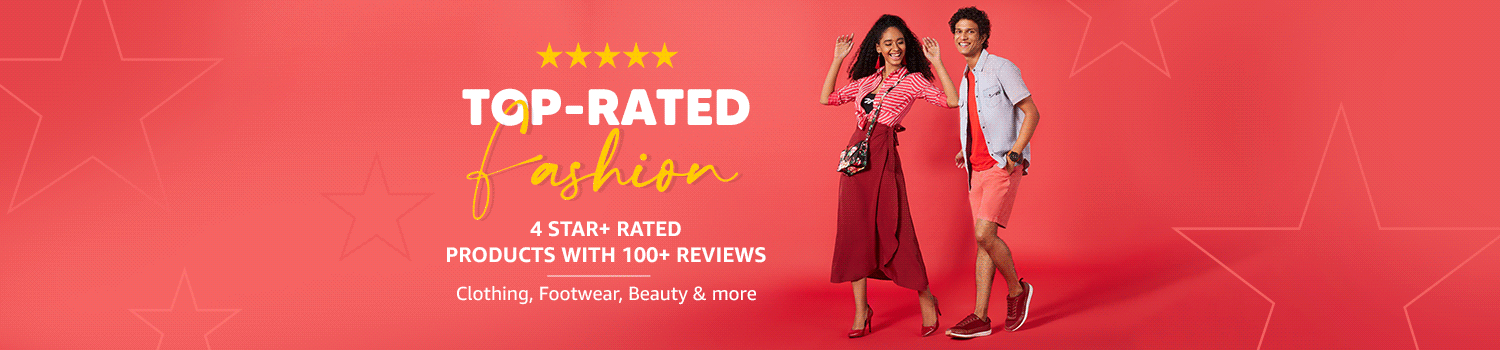 TOP-RATED
fashion
4 STAR+ RATED
PRODUCTS WITH 100+ REVIEWS
Clothing, Footwear, Beauty & more